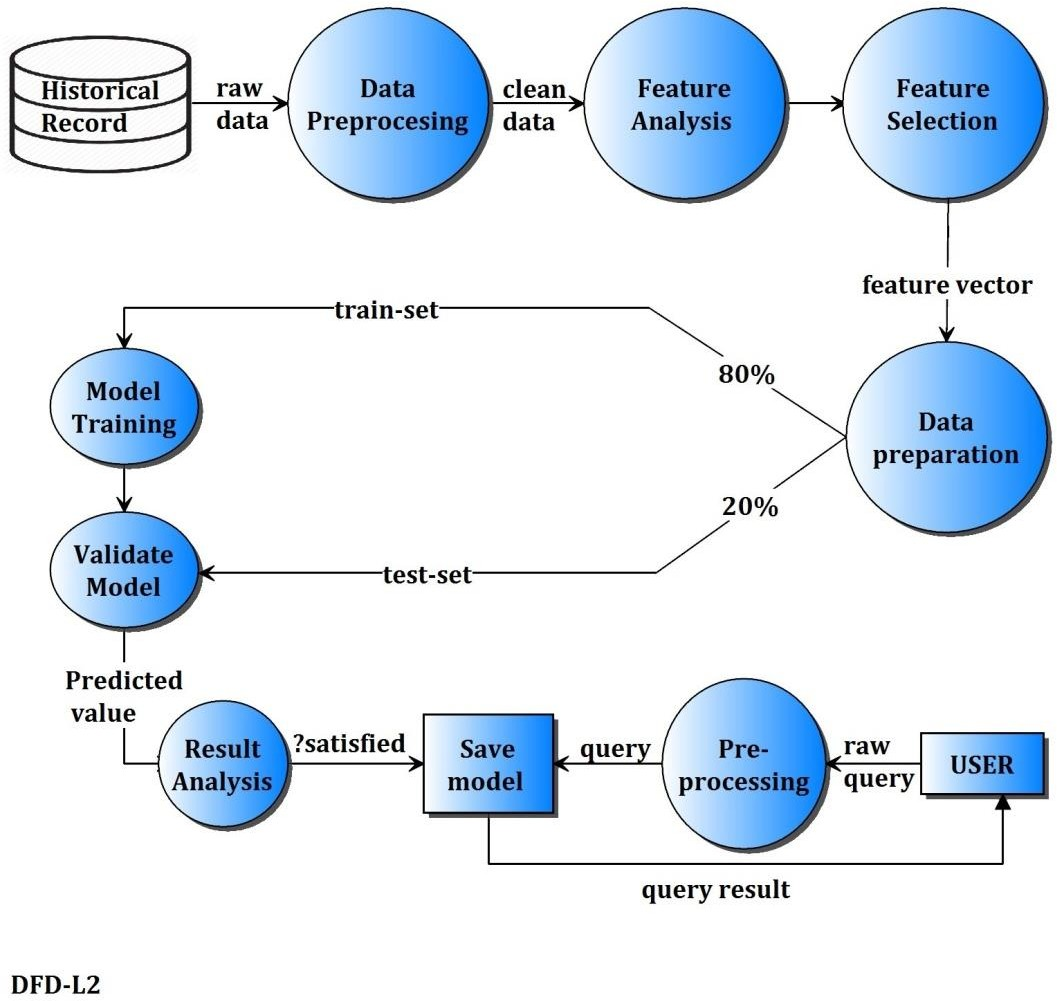 Historical
Record
raw
data
Data
Preprocesing
clean
data
Feature
Analysis
Feature
Selection
feature vector
train-set
80%
Model
Training
Data
preparation
20%
Validate
Model
test-set
Predicted
value
Result
Analysis
?satisfied
Save
model
query
Pre-
processing
raw
query
USER
query result
DFD-L2